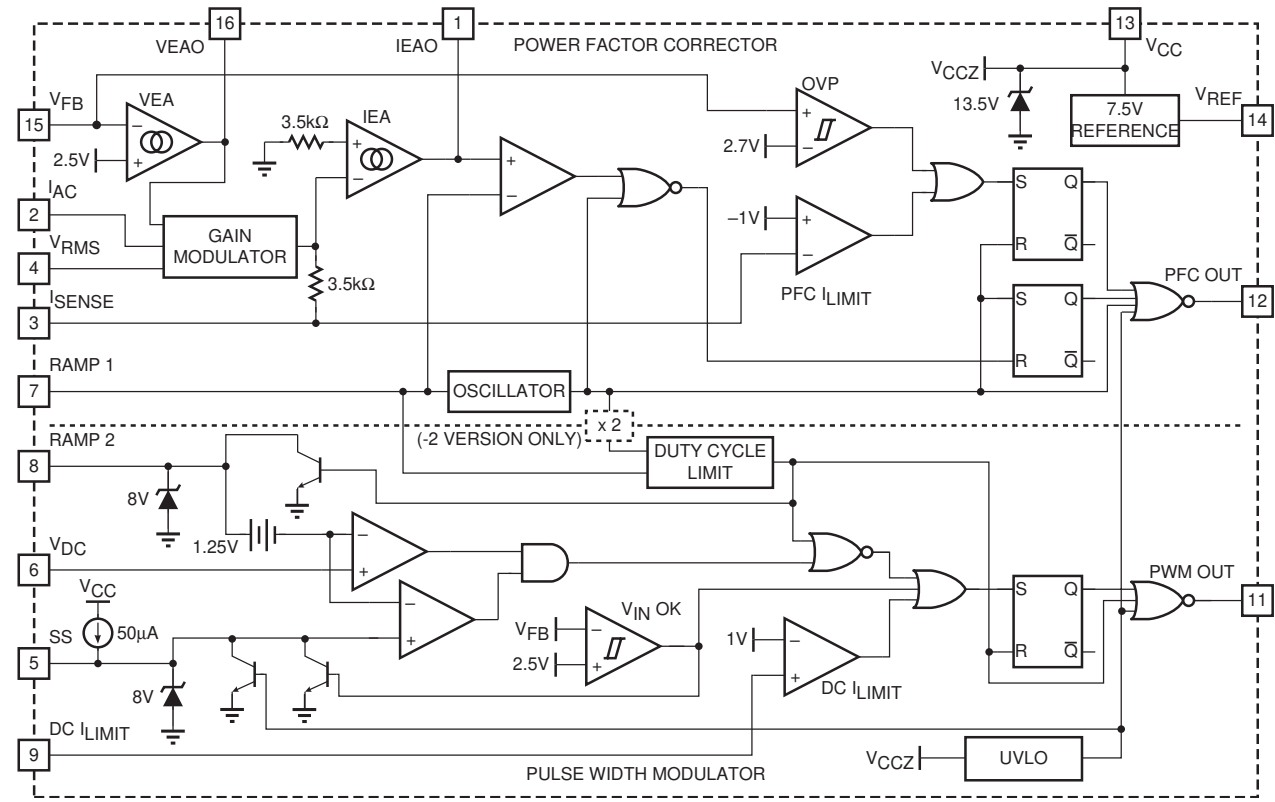 16
VEAO
1
IEAO
POWER FACTOR CORRECTOR
13
VCC
VCCZ
13.5V
7.5V
REFERENCE
VREF
14
VFB
15
VEA
−
+
2.5V
3.5kΩ
IEA
+
−
+
−
OVP
+
−
2.7V
IAC
2
VRMS
4
GAIN
MODULATOR
3.5kΩ
ISENSE
3
−1V
+
−
PFC ILIMIT
S
Q
R
Q
S
Q
R
Q
PFC OUT
12
RAMP 1
7
OSCILLATOR
x 2
(-2 VERSION ONLY)
RAMP 2
8
DUTY CYCLE
LIMIT
8V
1.25V
−
+
VDC
6
VCC
50μA
SS
5
−
+
8V
VIN OK
VFB
−
2.5V
+
1V
−
+
DC ILIMIT
S
Q
R
Q
PWM OUT
11
DC ILIMIT
9
VCCZ
UVLO
PULSE WIDTH MODULATOR